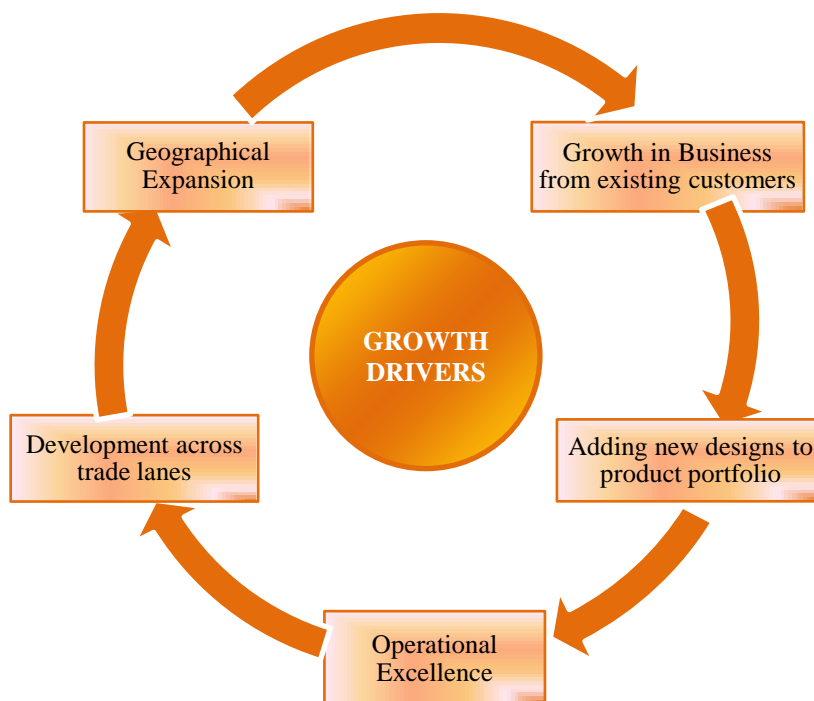 Geographical
Expansion
Growth in Business
from existing customers
GROWTH
DRIVERS
Development across
trade lanes
Adding new designs to
product portfolio
Operational
Excellence